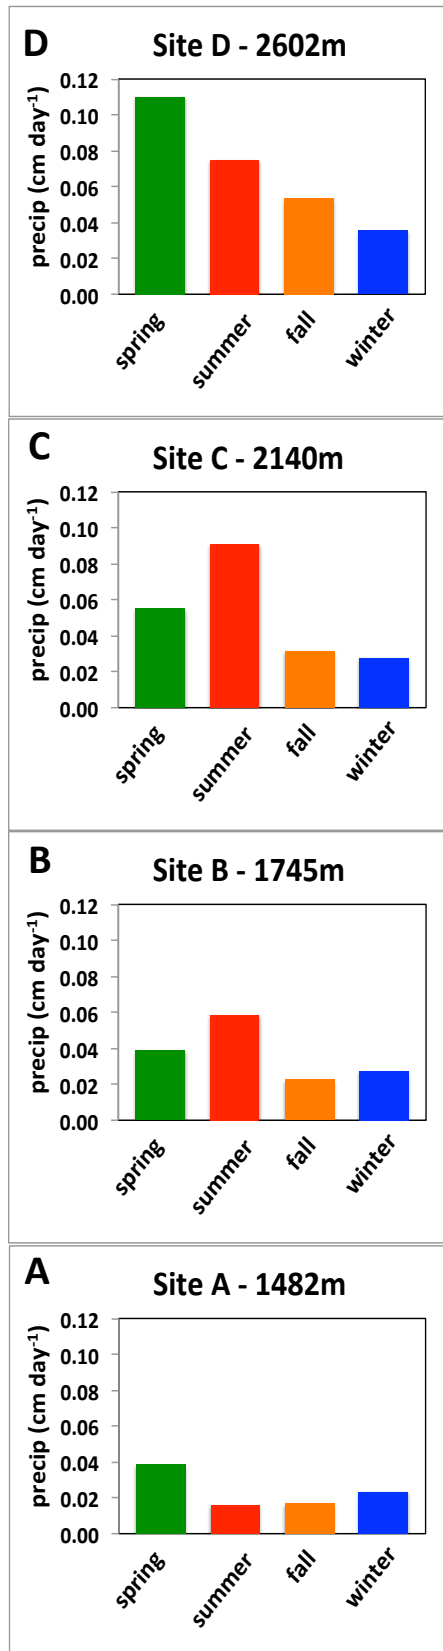 D
Site D - 2602m
precip (cm day-1)
0.12
0.10
0.08
0.06
0.04
0.02
0.00
spring
summer
fall
winter
C
Site C - 2140m
precip (cm day-1)
0.12
0.10
0.08
0.06
0.04
0.02
0.00
spring
summer
fall
winter
B
Site B - 1745m
precip (cm day-1)
0.12
0.10
0.08
0.06
0.04
0.02
0.00
spring
summer
fall
winter
A
Site A - 1482m
precip (cm day-1)
0.12
0.10
0.08
0.06
0.04
0.02
0.00
spring
summer
fall
winter